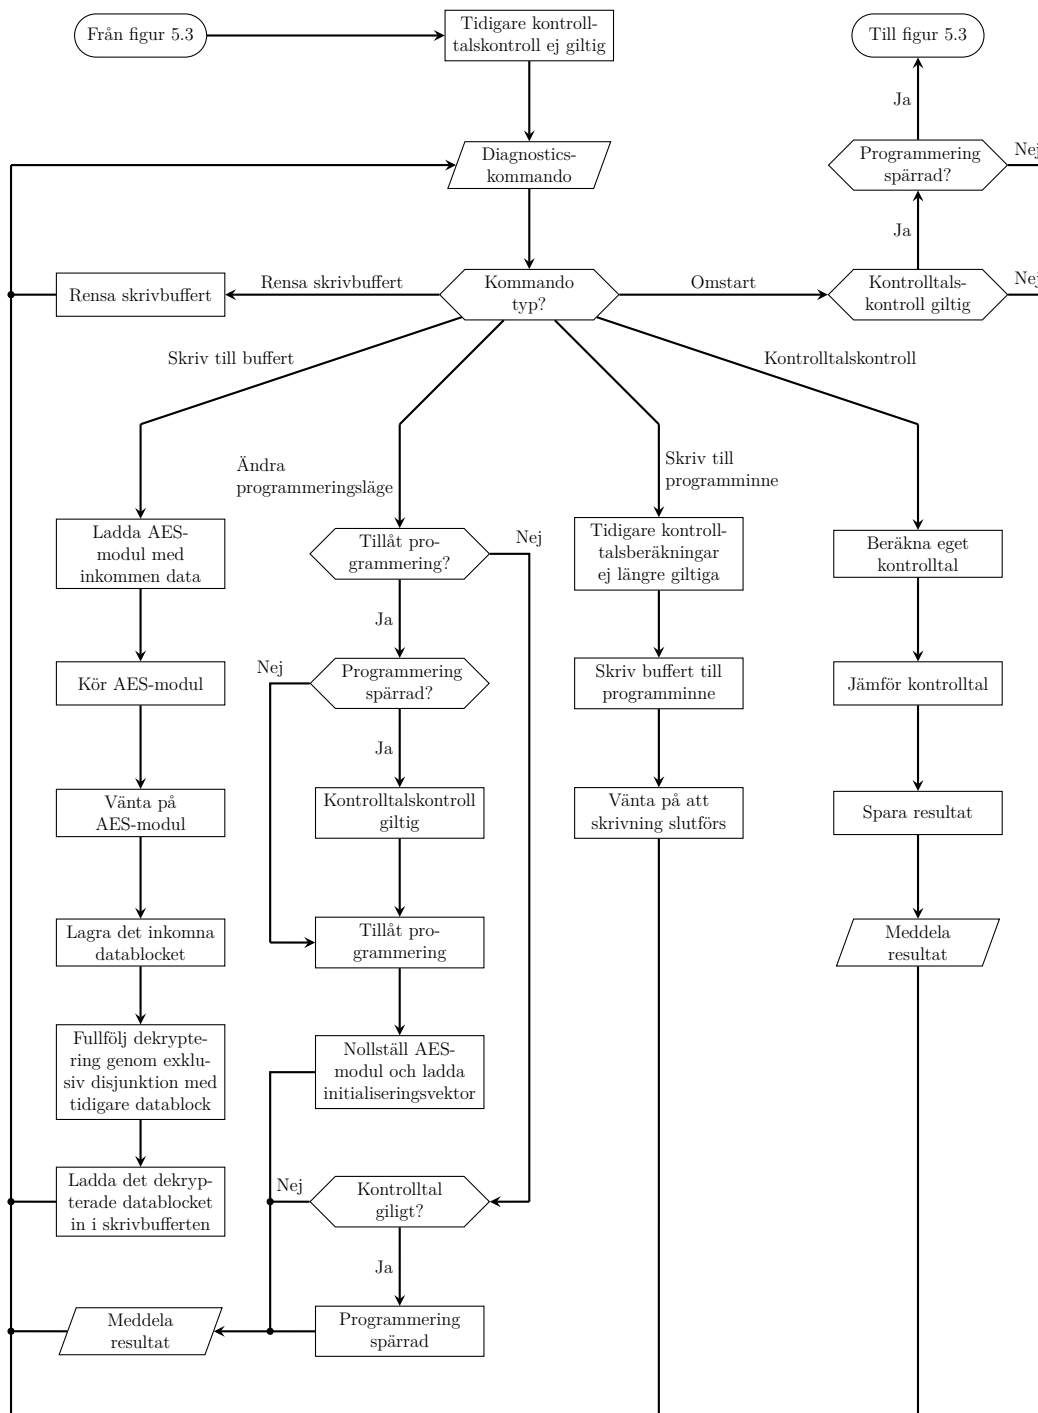 Från figur 5.3
Tidigare kontroll-
talskontroll ej giltig
Till figur 5.3
Ja
Diagnostics-
kommando
Programmering
spärrad?
Nej
Ja
Rensa skrivbuffert
Rensa skrivbuffert
Kommando
typ?
Omstart
Kontrolltals-
kontroll giltig
Nej
Skriv till buffert
Kontrolltalskontroll
Ändra
programmeringsläge
Skriv till
programminne
Ladda AES-
modul med
inkommen data
Tillåt pro-
grammering?
Nej
Tidigare kontroll-
talsberäkningar
ej längre giltiga
Beräkna eget
kontrolltal
Ja
Kör AES-modul
Nej
Programmering
spärrad?
Skriv buffert till
programminne
Jämför kontrolltal
Ja
Vänta på
AES-modul
Kontrolltalskontroll
giltig
Vänta på att
skrivning slutförs
Spara resultat
Lagra det inkomna
datablocket
Tillåt pro-
grammering
Meddela
resultat
Fullfölj dekrypte-
ring genom exklu-
siv disjunktion med
tidigare datablock
Nollställ AES-
modul och ladda
initialiseringsvektor
Ladda det dekryp-
terade datablocket
in i skrivbufferten
Nej
Kontrolltal
giligt?
Ja
Meddela
resultat
Programmering
spärrad